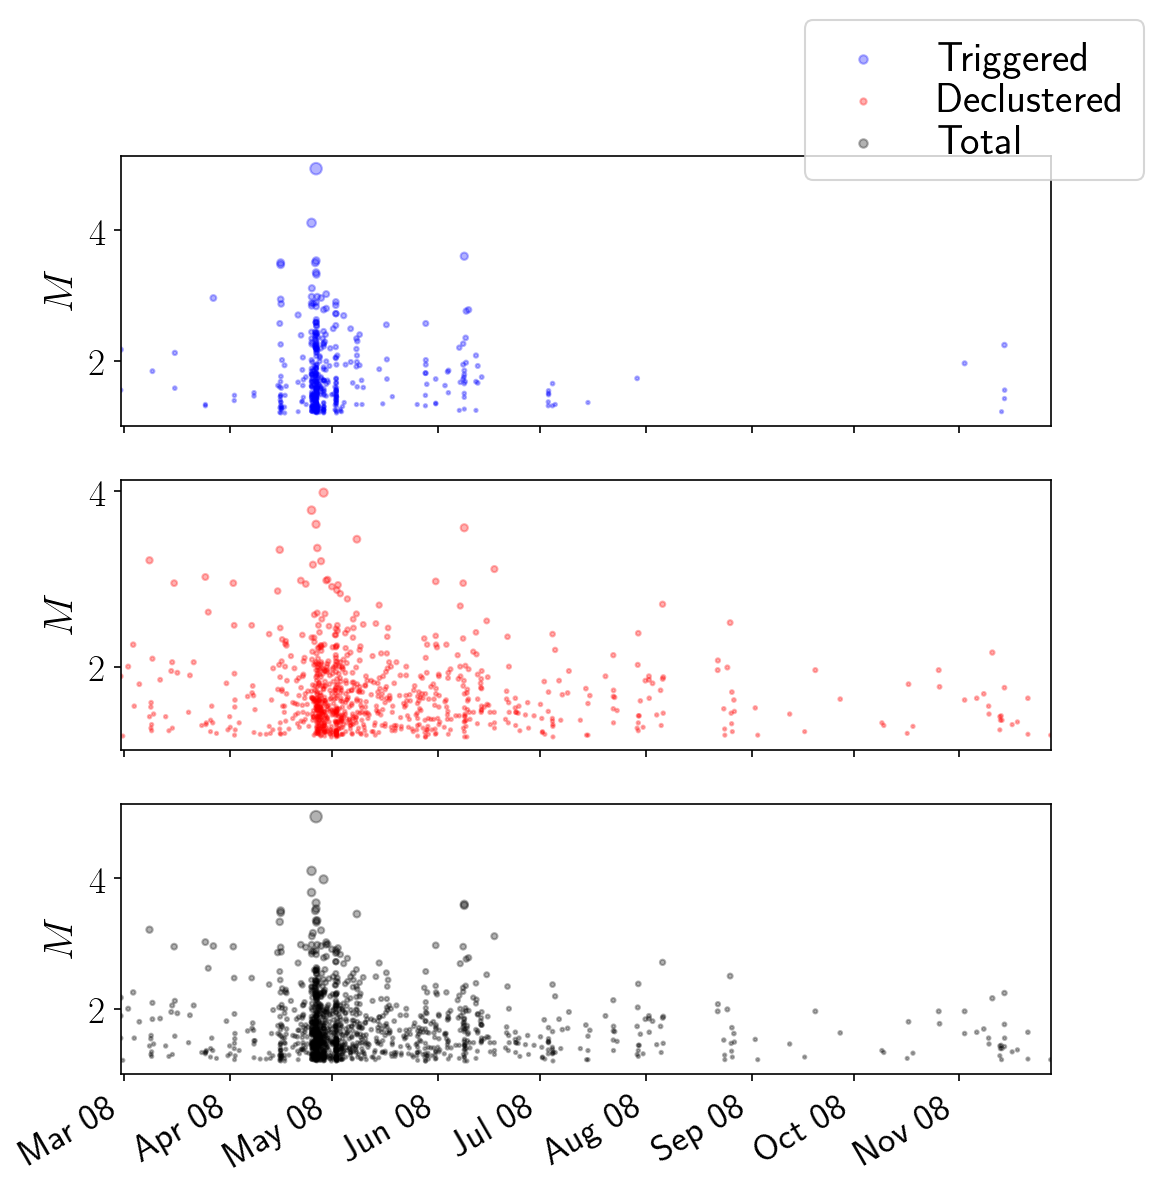 Triggered
Declustered
Total
4
M
2
4
M
2
4
M
2
Mar 08
Apr 08
May 08
Jun 08
Jul 08
Aug 08
Sep 08
Oct 08
Nov 08